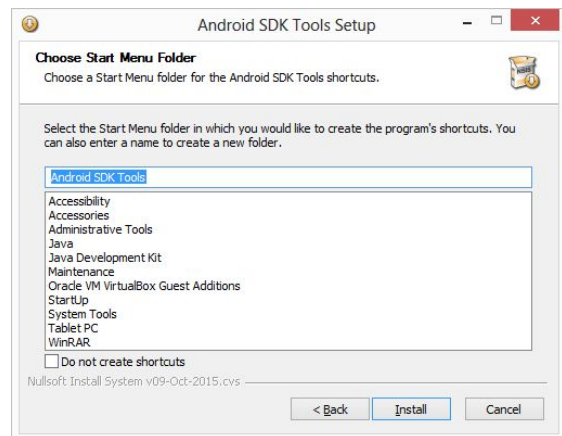 Android SDK Tools Setup
Choose Start Menu Folder
Choose a Start Menu folder for the Android SDK Tools shortcuts.
Select the Start Menu folder in which you would like to create the program's shortcuts. You
can also enter a name to create a new folder.
Android SDK Tools
Accessibility
Accessories
Administrative Tools
Java
Java Development Kit
Maintenance
Oracle VM VirtualBox Guest Additions
StartUp
System Tools
Tablet PC
WinRAR
Do not create shortcuts
Nullsoft Install System v09-Oct-2015.cvs
< Back Install Cancel